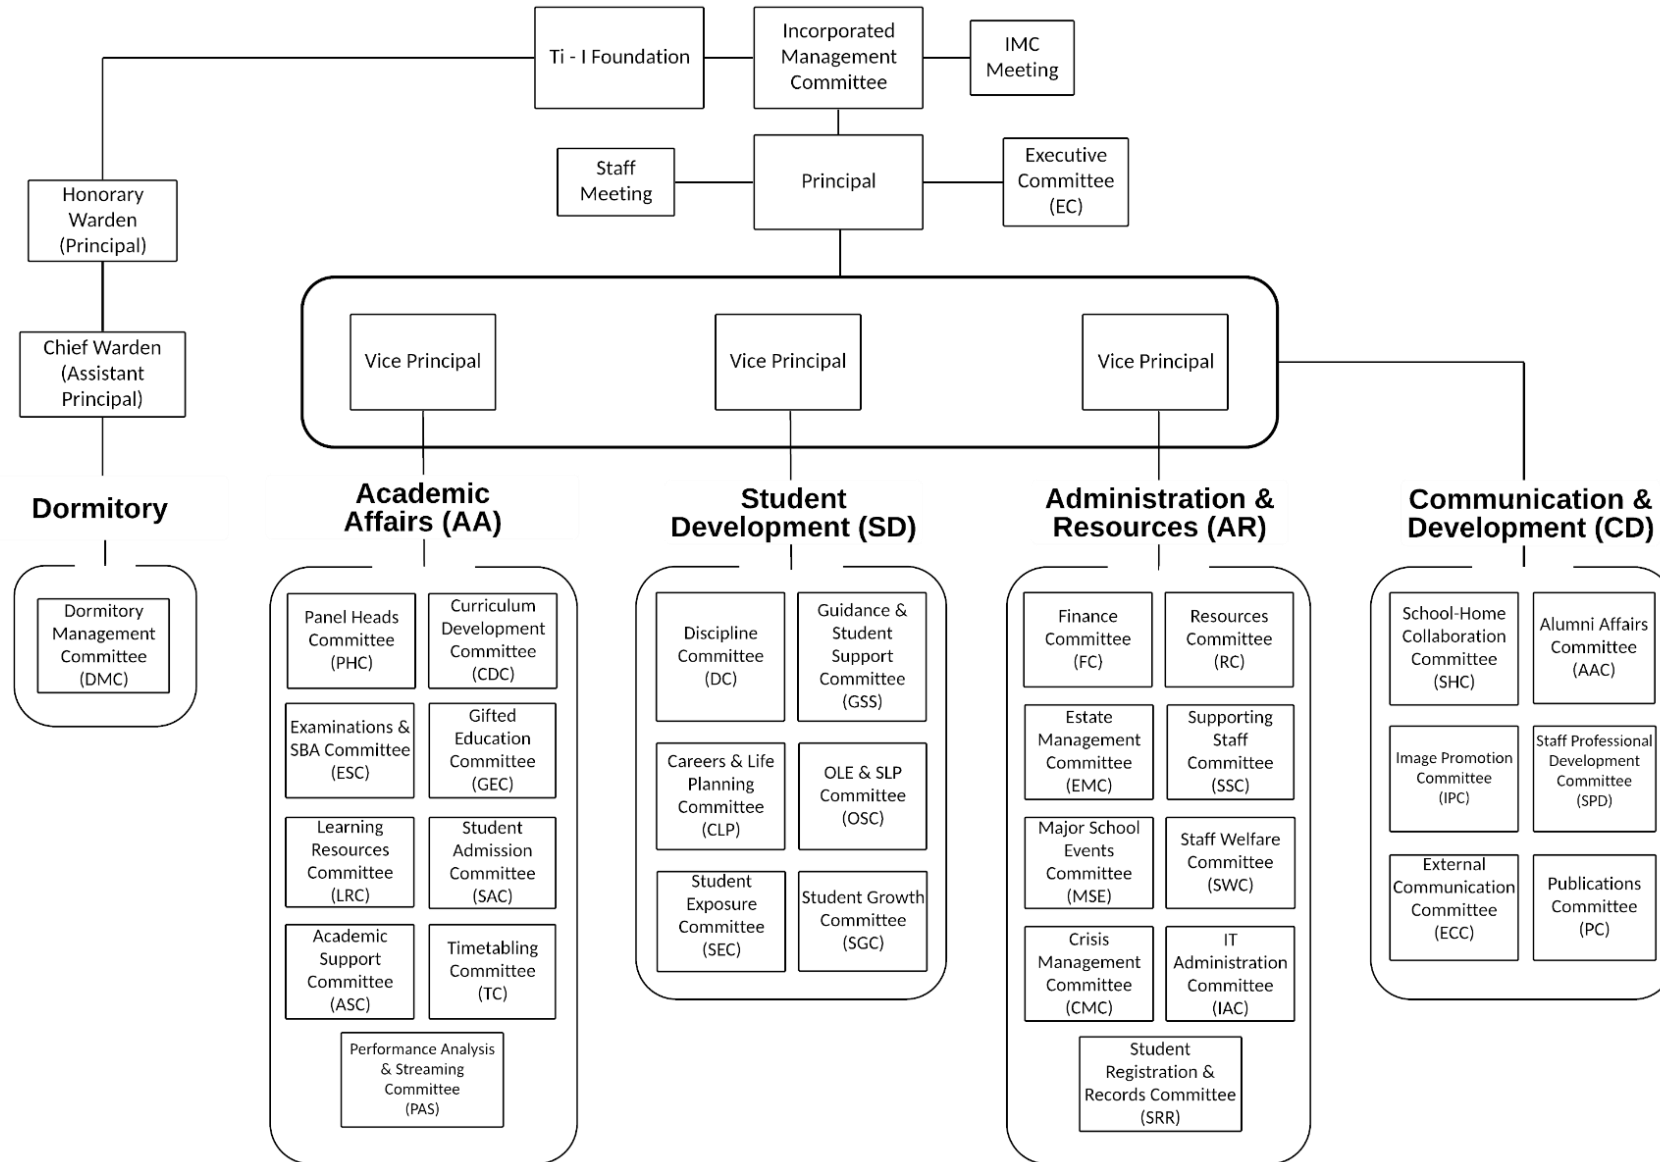 Ti - I Foundation
Incorporated
Management
Committee
IMC
Meeting
Staff
Meeting
Principal
Executive
Committee
(EC)
Honorary
Warden
(Principal)
Chief Warden
(Assistant
Principal)
Vice Principal
Vice Principal
Vice Principal
Dormitory
Academic
Affairs (AA)
Student
Development (SD)
Administration &
Resources (AR)
Communication &
Development (CD)
Dormitory
Management
Committee
(DMC)
Panel Heads
Committee
(PHC)
Curriculum
Development
Committee
(CDC)
Examinations &
SBA Committee
(ESC)
Gifted
Education
Committee
(GEC)
Learning
Resources
Committee
(LRC)
Student
Admission
Committee
(SAC)
Academic
Support
Committee
(ASC)
Timetabling
Committee
(TC)
Performance Analysis
& Streaming
Committee
(PAS)
Discipline
Committee
(DC)
Guidance &
Student
Support
Committee
(GSS)
Careers & Life
Planning
Committee
(CLP)
OLE & SLP
Committee
(OSC)
Student
Exposure
Committee
(SEC)
Student Growth
Committee
(SGC)
Finance
Committee
(FC)
Resources
Committee
(RC)
Estate
Management
Committee
(EMC)
Supporting
Staff
Committee
(SSC)
Major School
Events
Committee
(MSE)
Staff Welfare
Committee
(SWC)
Crisis
Management
Committee
(CMC)
IT
Administration
Committee
(IAC)
Student
Registration &
Records Committee
(SRR)
School-Home
Collaboration
Committee
(SHC)
Alumni Affairs
Committee
(AAC)
Image Promotion
Committee
(IPC)
Staff Professional
Development
Committee
(SPD)
External
Communication
Committee
(ECC)
Publications
Committee
(PC)